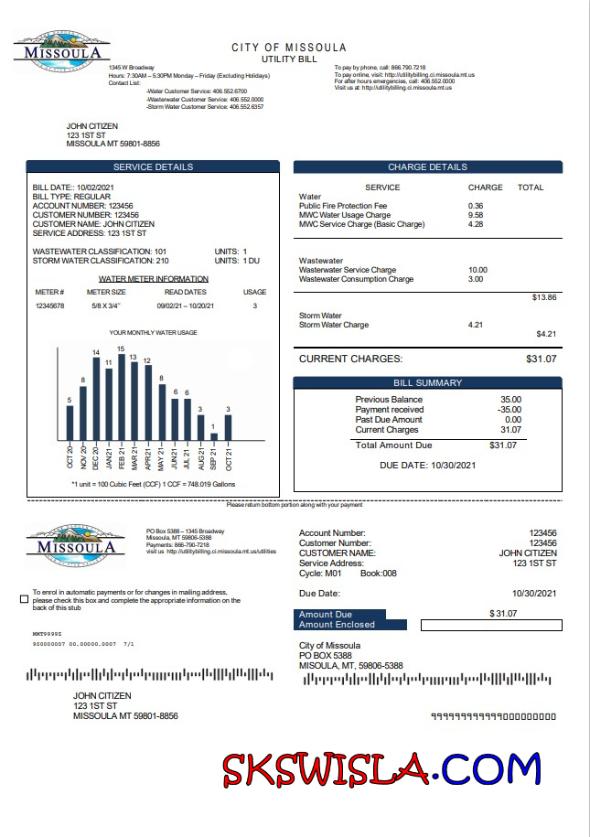 MISSOULA
CITY OF MISSOULA
UTILITY BILL
1345 W Broadway
Hours: 7:30AM – 5:30PM Monday – Friday (Excluding Holidays)
Contact List:
-Water Customer Service: 406.552.6700
-Wastewater Customer Service: 406.552.0000
-Storm Water Customer Service: 406.552.6357
To pay by phone, call: 866.790.7218
To pay online, visit: http://utilitybilling.ci.missoula.mt.us
For after hours emergencies, call: 406.552.0000
Visit us at: http://utilitybilling.ci.missoula.mt.us
JOHN CITIZEN
123 1ST ST
MISSOULA MT 59801-8856
SERVICE DETAILS
BILL DATE:: 10/02/2021
BILL TYPE: REGULAR
ACCOUNT NUMBER: 123456
CUSTOMER NUMBER: 123456
CUSTOMER NAME: JOHN CITIZEN
SERVICE ADDRESS: 123 1ST ST
WASTEWATER CLASSIFICATION: 101 UNITS: 1
STORM WATER CLASSIFICATION: 210 UNITS: 1 DU
WATER METER INFORMATION
METER # METER SIZE READ DATES USAGE
12345678 5/8 X 3/4" 09/02/21 – 10/20/21 3
YOUR MONTHLY WATER USAGE
5 8 14 11 15 13 12 8 6 6 3 1 3
OCT 20 NOV 20 DEC 20 JAN 21 FEB 21 MAR 21 APR 21 MAY 21 JUN 21 JUL 21 AUG 21 SEP 21 OCT 21
*1 unit = 100 Cubic Feet (CCF) 1 CCF = 748.019 Gallons
CHARGE DETAILS
SERVICE CHARGE TOTAL
Water
Public Fire Protection Fee 0.36
MWC Water Usage Charge 9.58
MWC Service Charge (Basic Charge) 4.28
Wastewater
Wasterwater Service Charge 10.00
Wastewater Consumption Charge 3.00
$13.86
Storm Water
Storm Water Charge 4.21
$4.21
CURRENT CHARGES: $31.07
BILL SUMMARY
Previous Balance 35.00
Payment received -35.00
Past Due Amount 0.00
Current Charges 31.07
Total Amount Due $31.07
DUE DATE: 10/30/2021
Please return bottom portion along with your payment
MISSOULA
PO Box 5388 – 1345 Broadway
Missoula, MT 59806-5388
Payments: 866-790-7218
visit us http://utilitybilling.ci.missoula.mt.us/utilities
To enrol in automatic payments or for changes in mailing address,
please check this box and complete the appropriate information on the
back of this stub
900000057 00.00000.0007 7/1
JOHN CITIZEN
123 1ST ST
MISSOULA MT 59801-8856
Account Number: 123456
Customer Number: 123456
CUSTOMER NAME: JOHN CITIZEN
Service Address: 123 1ST ST
Cycle: M01 Book:008
Due Date: 10/30/2021
Amount Due $ 31.07
Amount Enclosed
City of Missoula
PO BOX 5388
MISOULA, MT, 59806-5388
SKSWISLA.COM